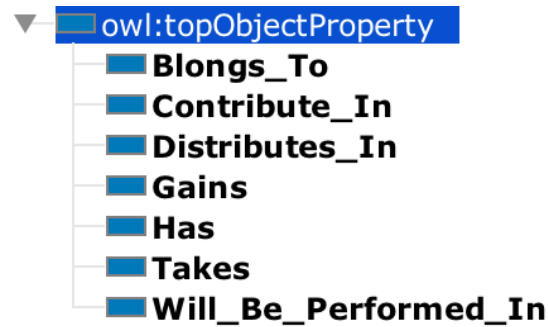 owl:topObjectProperty
Blongs_To
Contribute_In
Distributes_In
Gains
Has
Takes
Will_Be_Performed_In